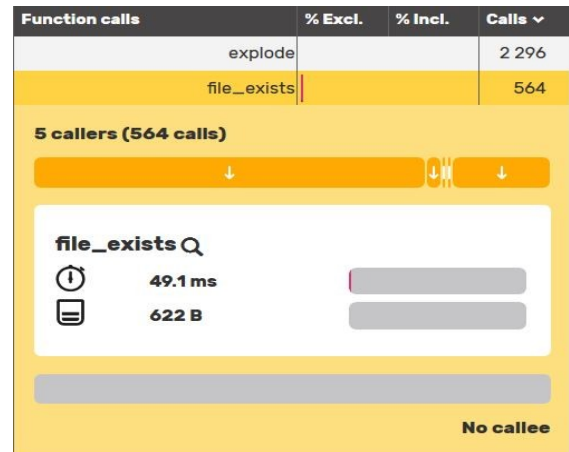 Function calls % Excl. % Incl. Calls
explode 2 296
file_exists 564
5 callers (564 calls)
file_exists
49.1 ms
622 B
No callee